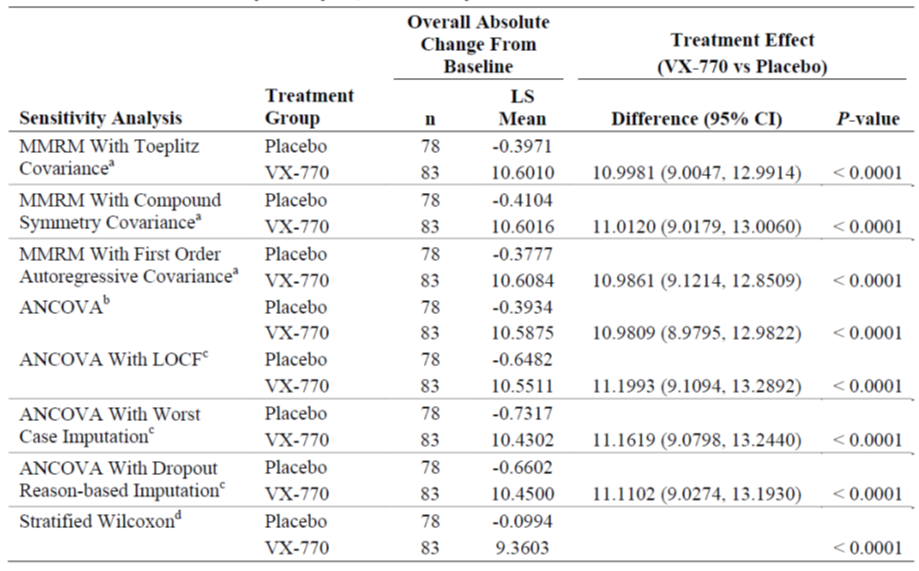 Overall Absolute
Change From
Baseline
Treatment Effect
(VX-770 vs Placebo)
Sensitivity Analysis
Treatment
Group
n
LS
Mean
Difference (95% CI)
P-value
MMRM With Toeplitz
Covarianceᵃ
Placebo 78 -0.3971
VX-770 83 10.6010 10.9981 (9.0047, 12.9914) < 0.0001
MMRM With Compound
Symmetry Covarianceᵃ
Placebo 78 -0.4104
VX-770 83 10.6016 11.0120 (9.0179, 13.0060) < 0.0001
MMRM With First Order
Autoregressive Covarianceᵃ
Placebo 78 -0.3777
VX-770 83 10.6084 10.9861 (9.1214, 12.8509) < 0.0001
ANCOVAᵇ Placebo 78 -0.3934
VX-770 83 10.5875 10.9809 (8.9795, 12.9822) < 0.0001
ANCOVA With LOCFᶜ Placebo 78 -0.6482
VX-770 83 10.5511 11.1993 (9.1094, 13.2892) < 0.0001
ANCOVA With Worst
Case Imputationᶜ
Placebo 78 -0.7317
VX-770 83 10.4302 11.1619 (9.0798, 13.2440) < 0.0001
ANCOVA With Dropout
Reason-based Imputationᶜ
Placebo 78 -0.6602
VX-770 83 10.4500 11.1102 (9.0274, 13.1930) < 0.0001
Stratified Wilcoxonᵈ Placebo 78 -0.0994
VX-770 83 9.3603 < 0.0001